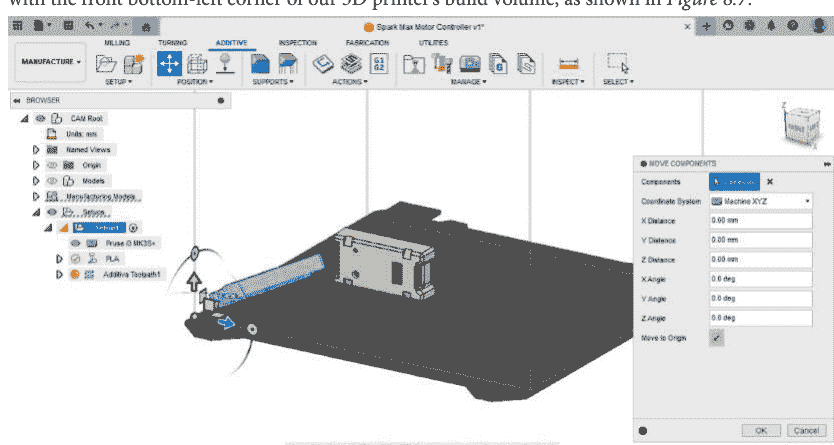 with the front bottom-left corner of our 3D printer's build volume, as shown in Figure 8.7.
Spark Max Motor Controller v1*
MILLING TURNING ADDITIVE INSPECTION FABRICATION UTILITIES
MANUFACTURE
SETUP POSITION SUPPORTS ACTIONS MANAGE INSPECT SELECT
G1
G2
BROWSER
CAM Root
Units: mm
Named Views
Origin
Models
Manufacturing Models
Setups
Setup1
Prusa i3 MK3S+
PLA
Additive Toolpath1
MOVE COMPONENTS
Components
Coordinate System Machine XYZ
X Distance 0.00 mm
Y Distance 0.00 mm
Z Distance 0.00 mm
X Angle 0.0 deg
Y Angle 0.0 deg
Z Angle 0.0 deg
Move to Origin
OK Cancel